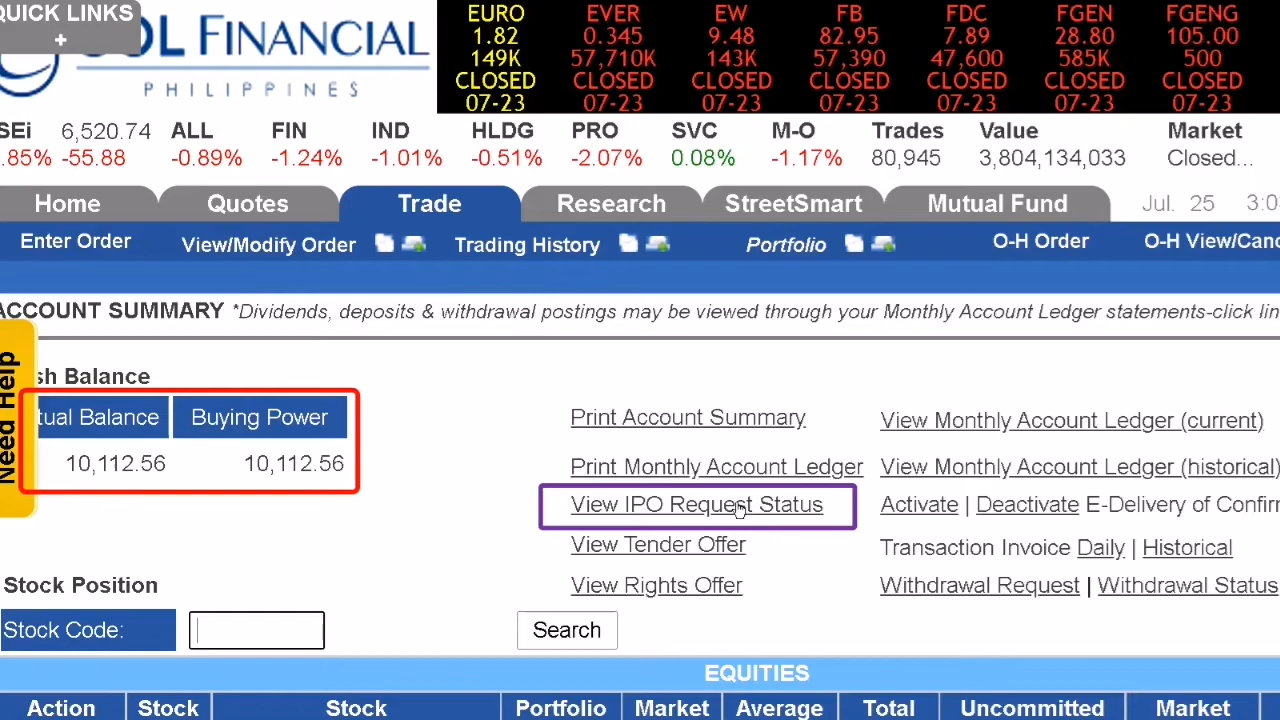 QUICK LINKS
+
COL FINANCIAL
PHILIPPINES
EURO EVER EW FB FDC FGEN FGENG
1.82 0.345 9.48 82.95 7.89 28.80 105.00
149K 57,710K 143K 57,390 47,600 585K 500
CLOSED CLOSED CLOSED CLOSED CLOSED CLOSED CLOSED
07-23 07-23 07-23 07-23 07-23 07-23 07-23
SEi 6,520.74 ALL FIN IND HLDG PRO SVC M-O Trades Value Market
.85% -55.88 -0.89% -1.24% -1.01% -0.51% -2.07% 0.08% -1.17% 80,945 3,804,134,033 Closed...
Home Quotes Trade Research StreetSmart Mutual Fund Jul. 25 3:0
Enter Order View/Modify Order Trading History Portfolio O-H Order O-H View/Canc
ACCOUNT SUMMARY *Dividends, deposits & withdrawal postings may be viewed through your Monthly Account Ledger statements-click lin
Need Help
sh Balance
tual Balance Buying Power
10,112.56 10,112.56
Print Account Summary View Monthly Account Ledger (current)
Print Monthly Account Ledger View Monthly Account Ledger (historical)
View IPO Request Status Activate | Deactivate E-Delivery of Confir
View Tender Offer Transaction Invoice Daily | Historical
View Rights Offer Withdrawal Request | Withdrawal Status
Stock Position
Stock Code: Search
EQUITIES
Action Stock Stock Portfolio Market Average Total Uncommitted Market